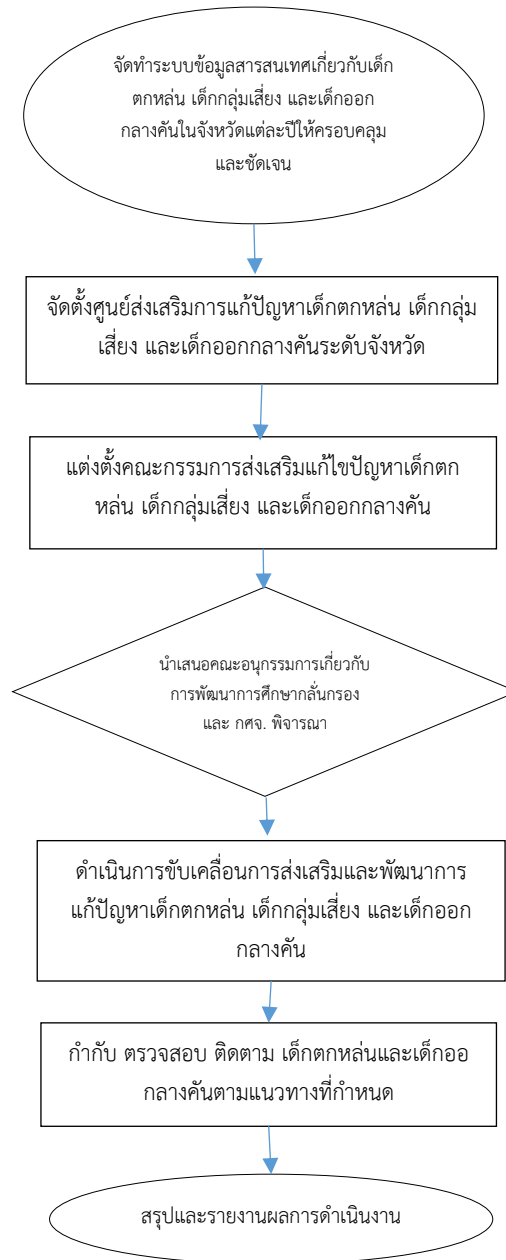 จัดทำระบบข้อมูลสารสนเทศเกี่ยวกับเด็ก
ตกหล่น เด็กกลุ่มเสี่ยง และเด็กออก
กลางคันในจังหวัดแต่ละปีให้ครอบคลุม
และชัดเจน
จัดตั้งศูนย์ส่งเสริมการแก้ปัญหาเด็กตกหล่น เด็กกลุ่ม
เสี่ยง และเด็กออกกลางคันระดับจังหวัด
แต่งตั้งคณะกรรมการส่งเสริมแก้ไขปัญหาเด็กตก
หล่น เด็กกลุ่มเสี่ยง และเด็กออกกลางคัน
นำเสนอคณะอนุกรรมการเกี่ยวกับ
การพัฒนาการศึกษากลั่นกรอง
และ กศจ. พิจารณา
ดำเนินการขับเคลื่อนการส่งเสริมและพัฒนาการ
แก้ปัญหาเด็กตกหล่น เด็กกลุ่มเสี่ยง และเด็กออก
กลางคัน
กำกับ ตรวจสอบ ติดตาม เด็กตกหล่นและเด็กออ
กลางคันตามแนวทางที่กำหนด
สรุปและรายงานผลการดำเนินงาน